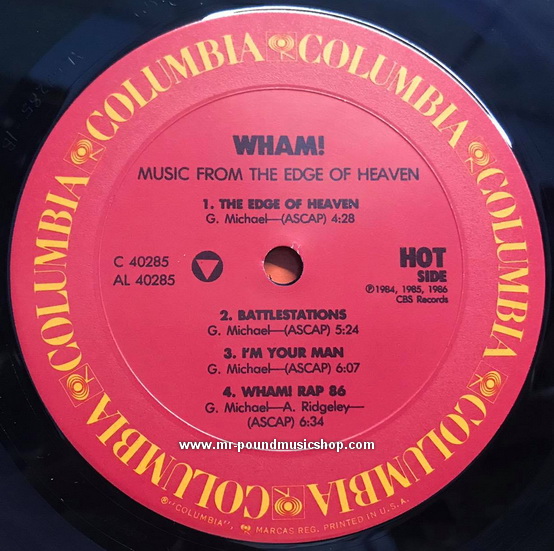 COLUMBIA COLUMBIA COLUMBIA COLUMBIA COLUMBIA COLUMBIA COLUMBIA COLUMBIA
WHAM!
MUSIC FROM THE EDGE OF HEAVEN
1. THE EDGE OF HEAVEN
G. Michael—(ASCAP) 4:28
C 40285
AL 40285
HOT
SIDE
℗1984, 1985, 1986
CBS Records
2. BATTLESTATIONS
G. Michael—(ASCAP) 5:24
3. I'M YOUR MAN
G. Michael—(ASCAP) 6:07
4. WHAM! RAP 86
G. Michael—A. Ridgeley—
(ASCAP) 6:34
www.mr-poundmusicshop.com
"COLUMBIA", MARCAS REG. PRINTED IN U.S.A.